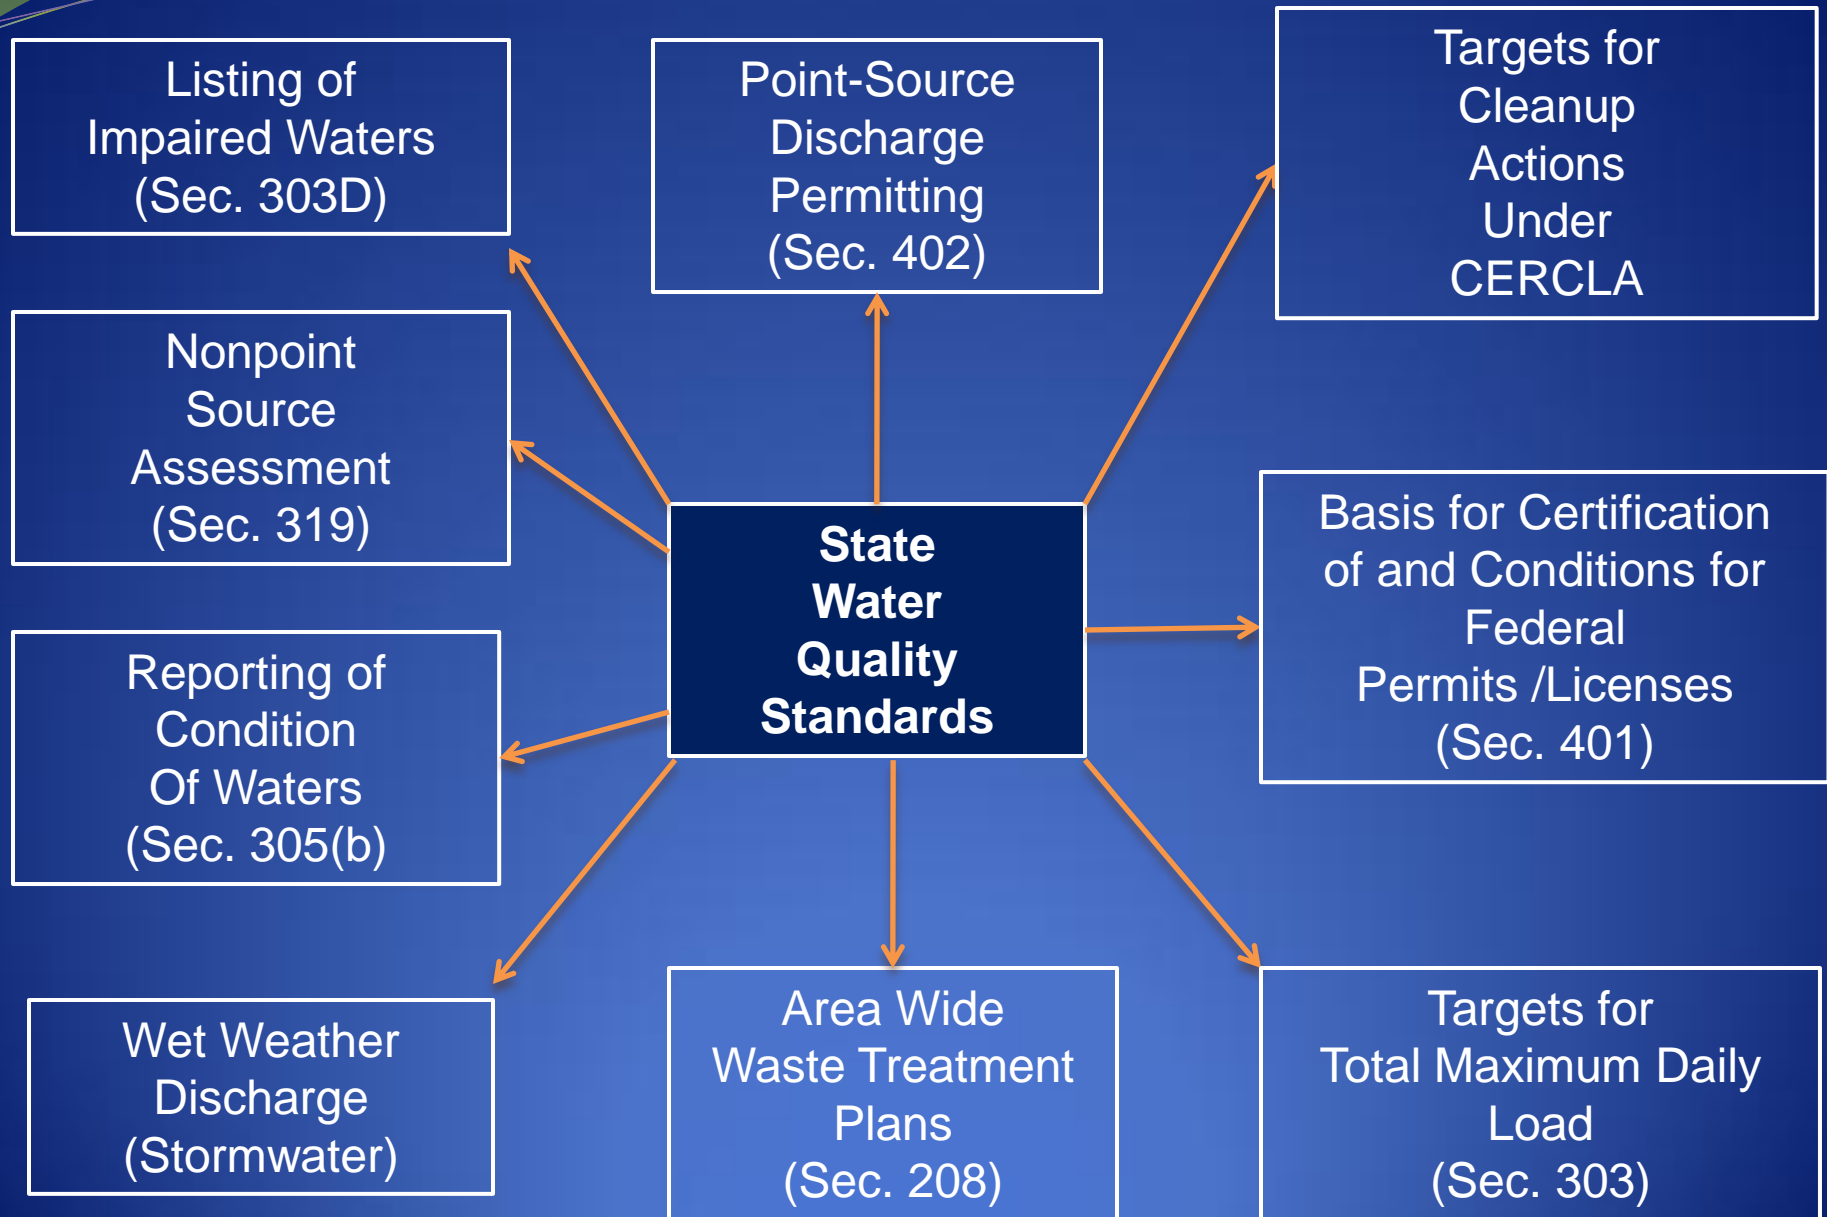 Listing of
Impaired Waters
(Sec. 303D)
Point-Source
Discharge
Permitting
(Sec. 402)
Targets for
Cleanup
Actions
Under
CERCLA
Nonpoint
Source
Assessment
(Sec. 319)
State
Water
Quality
Standards
Basis for Certification
of and Conditions for
Federal
Permits /Licenses
(Sec. 401)
Reporting of
Condition
Of Waters
(Sec. 305(b)
Wet Weather
Discharge
(Stormwater)
Area Wide
Waste Treatment
Plans
(Sec. 208)
Targets for
Total Maximum Daily
Load
(Sec. 303)